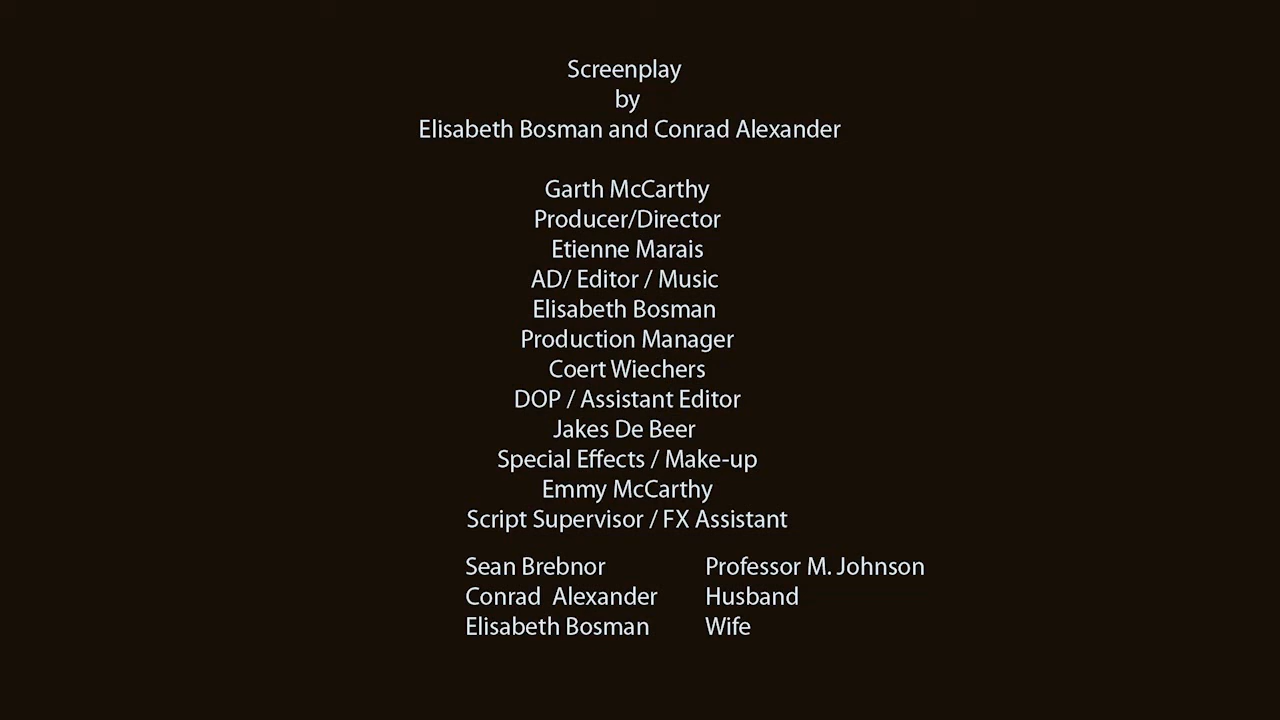 Screenplay
by
Elisabeth Bosman and Conrad Alexander
Garth McCarthy
Producer/Director
Etienne Marais
AD/ Editor / Music
Elisabeth Bosman
Production Manager
Coert Wiechers
DOP / Assistant Editor
Jakes De Beer
Special Effects / Make-up
Emmy McCarthy
Script Supervisor / FX Assistant
Sean Brebnor Professor M. Johnson
Conrad Alexander Husband
Elisabeth Bosman Wife